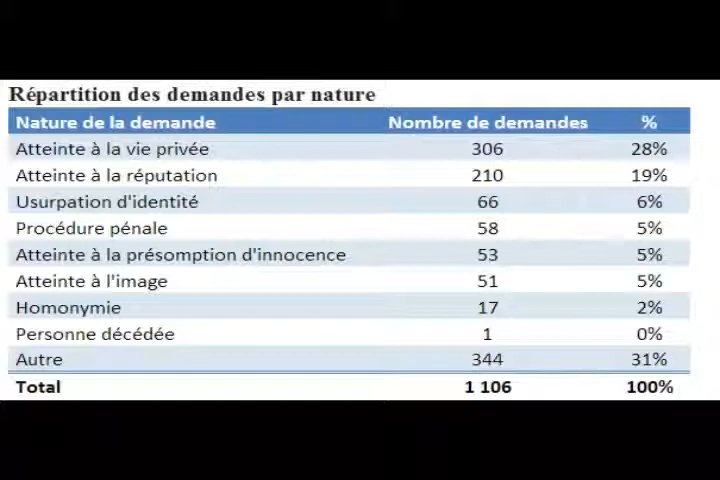 Répartition des demandes par nature
Nature de la demande Nombre de demandes %
Atteinte à la vie privée 306 28%
Atteinte à la réputation 210 19%
Usurpation d'identité 66 6%
Procédure pénale 58 5%
Atteinte à la présomption d'innocence 53 5%
Atteinte à l'image 51 5%
Homonymie 17 2%
Personne décédée 1 0%
Autre 344 31%
Total 1 106 100%